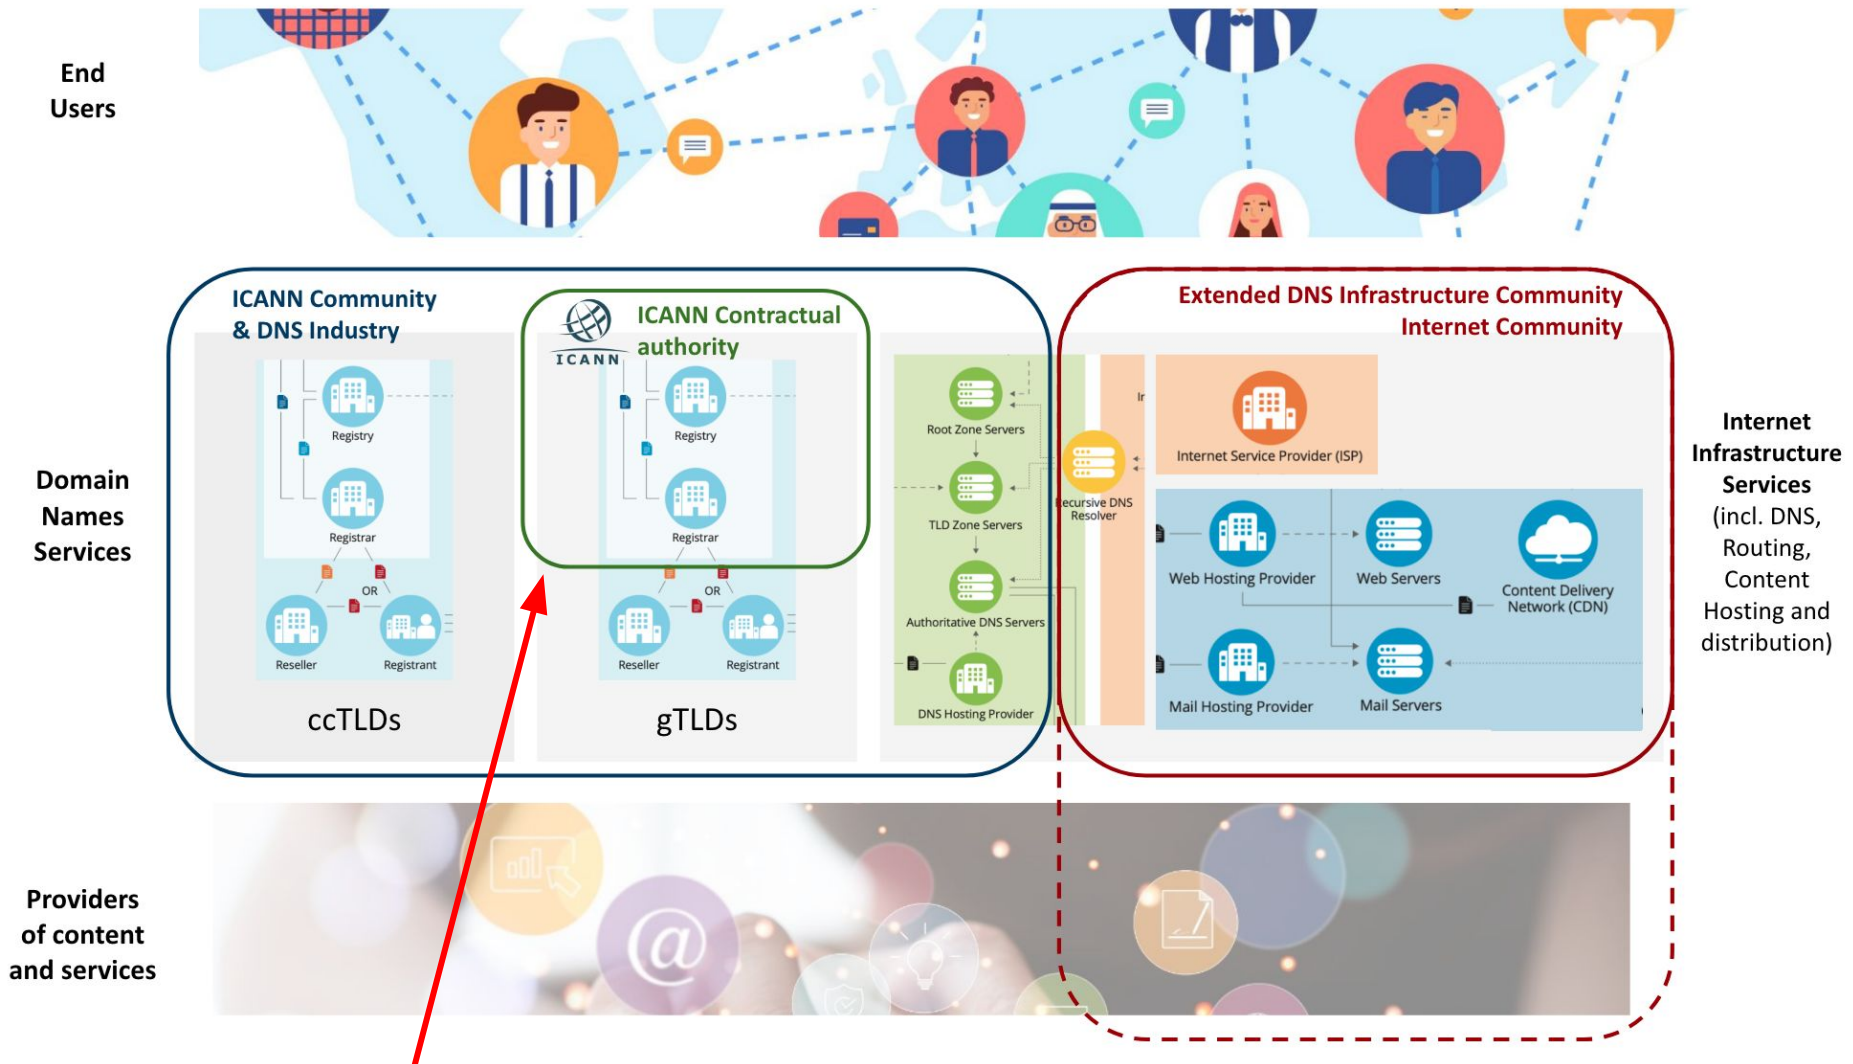 End
Users
ICANN Community
& DNS Industry
ICANN
ICANN Contractual
authority
Extended DNS Infrastructure Community
Internet Community
Registry
Registrar
OR
Reseller
Registrant
ccTLDs
Registry
Registrar
OR
Reseller
Registrant
gTLDs
Root Zone Servers
TLD Zone Servers
Authoritative DNS Servers
DNS Hosting Provider
Recursive DNS
Resolver
Ir
Internet Service Provider (ISP)
Web Hosting Provider
Web Servers
Content Delivery
Network (CDN)
Mail Hosting Provider
Mail Servers
Domain
Names
Services
Internet
Infrastructure
Services
(incl. DNS,
Routing,
Content
Hosting and
distribution)
Providers
of content
and services
@